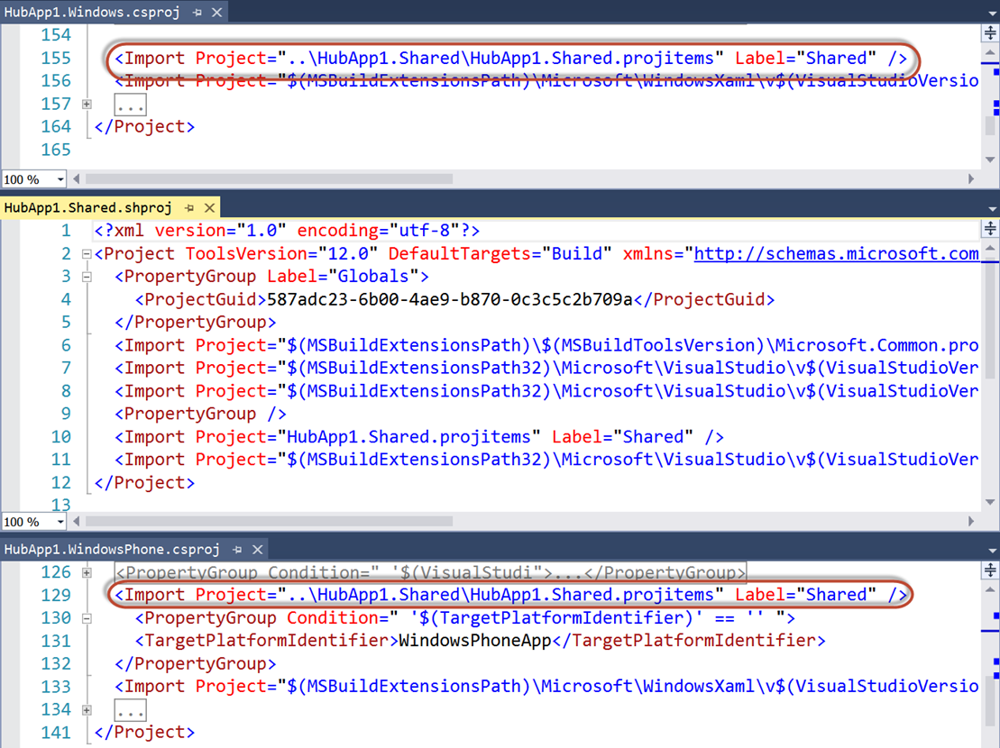 HubApp1.Windows.csproj
154
155 <Import Project="..\HubApp1.Shared\HubApp1.Shared.projitems" Label="Shared" />
156 <Import Project="$(MSBuildExtensionsPath)\Microsoft\WindowsXaml\v$(VisualStudioVersio
157 ...
164 </Project>
165
100 %
HubApp1.Shared.shproj
1 <?xml version="1.0" encoding="utf-8"?>
2 <Project ToolsVersion="12.0" DefaultTargets="Build" xmlns="http://schemas.microsoft.com
3 <PropertyGroup Label="Globals">
4 <ProjectGuid>587adc23-6b00-4ae9-b870-0c3c5c2b709a</ProjectGuid>
5 </PropertyGroup>
6 <Import Project="$(MSBuildExtensionsPath)\$(MSBuildToolsVersion)\Microsoft.Common.pro
7 <Import Project="$(MSBuildExtensionsPath32)\Microsoft\VisualStudio\v$(VisualStudioVer
8 <Import Project="$(MSBuildExtensionsPath32)\Microsoft\VisualStudio\v$(VisualStudioVer
9 <PropertyGroup />
10 <Import Project="HubApp1.Shared.projitems" Label="Shared" />
11 <Import Project="$(MSBuildExtensionsPath32)\Microsoft\VisualStudio\v$(VisualStudioVer
12 </Project>
13
100 %
HubApp1.WindowsPhone.csproj
126 <PropertyGroup Condition=" '$(VisualStudi">...</PropertyGroup>
129 <Import Project="..\HubApp1.Shared\HubApp1.Shared.projitems" Label="Shared" />
130 <PropertyGroup Condition=" '$(TargetPlatformIdentifier)' == '' ">
131 <TargetPlatformIdentifier>WindowsPhoneApp</TargetPlatformIdentifier>
132 </PropertyGroup>
133 <Import Project="$(MSBuildExtensionsPath)\Microsoft\WindowsXaml\v$(VisualStudioVersio
134 ...
141 </Project>